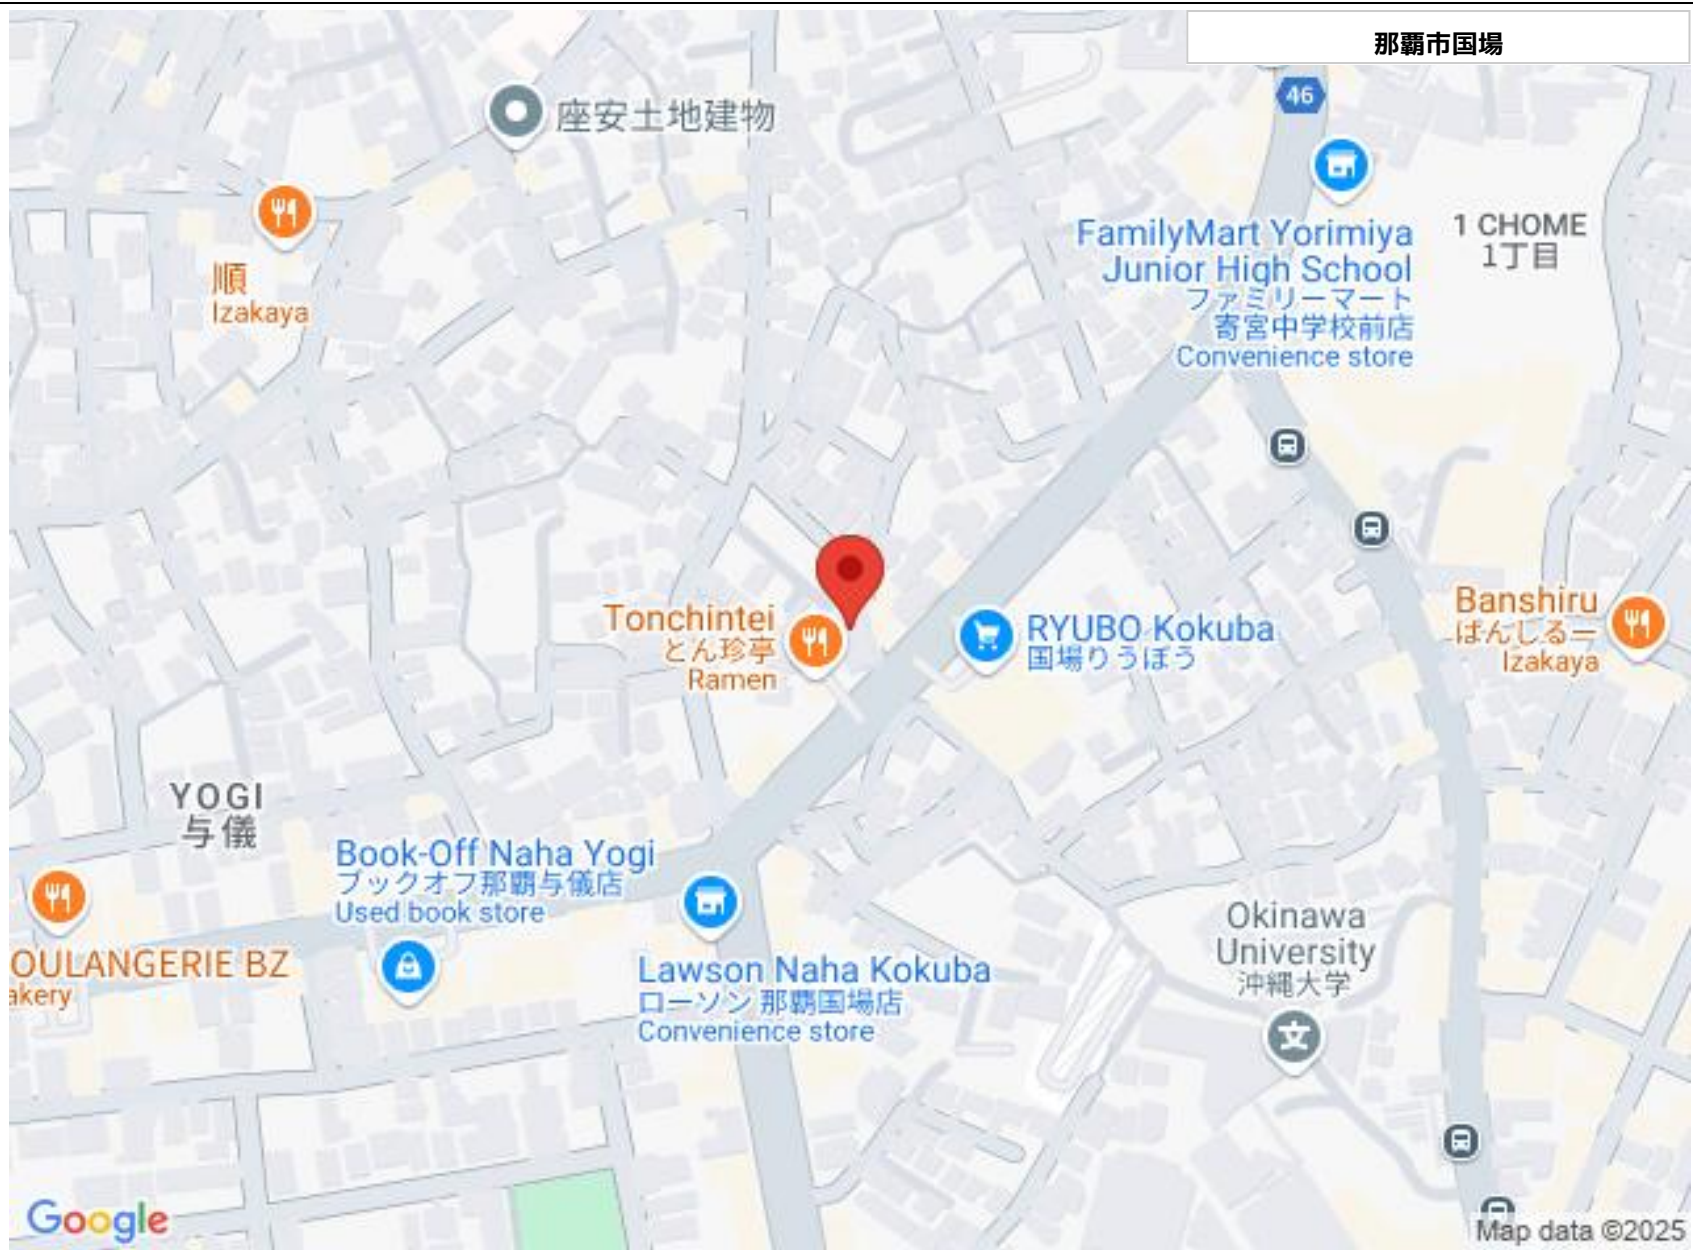 那覇市国場
46
座安土地建物
順
Izakaya
FamilyMart Yorimiya
Junior High School
ファミリーマート
寄宮中学校前店
Convenience store
1 CHOME
1丁目
Tonchintei
とん珍亭
Ramen
RYUBO Kokuba
国場りうぼう
Banshiru
ばんしるー
Izakaya
YOGI
与儀
Book-Off Naha Yogi
ブックオフ那覇与儀店
Used book store
OULANGERIE BZ
akery
Lawson Naha Kokuba
ローソン 那覇国場店
Convenience store
Okinawa
University
沖縄大学
文
Google
Map data ©2025